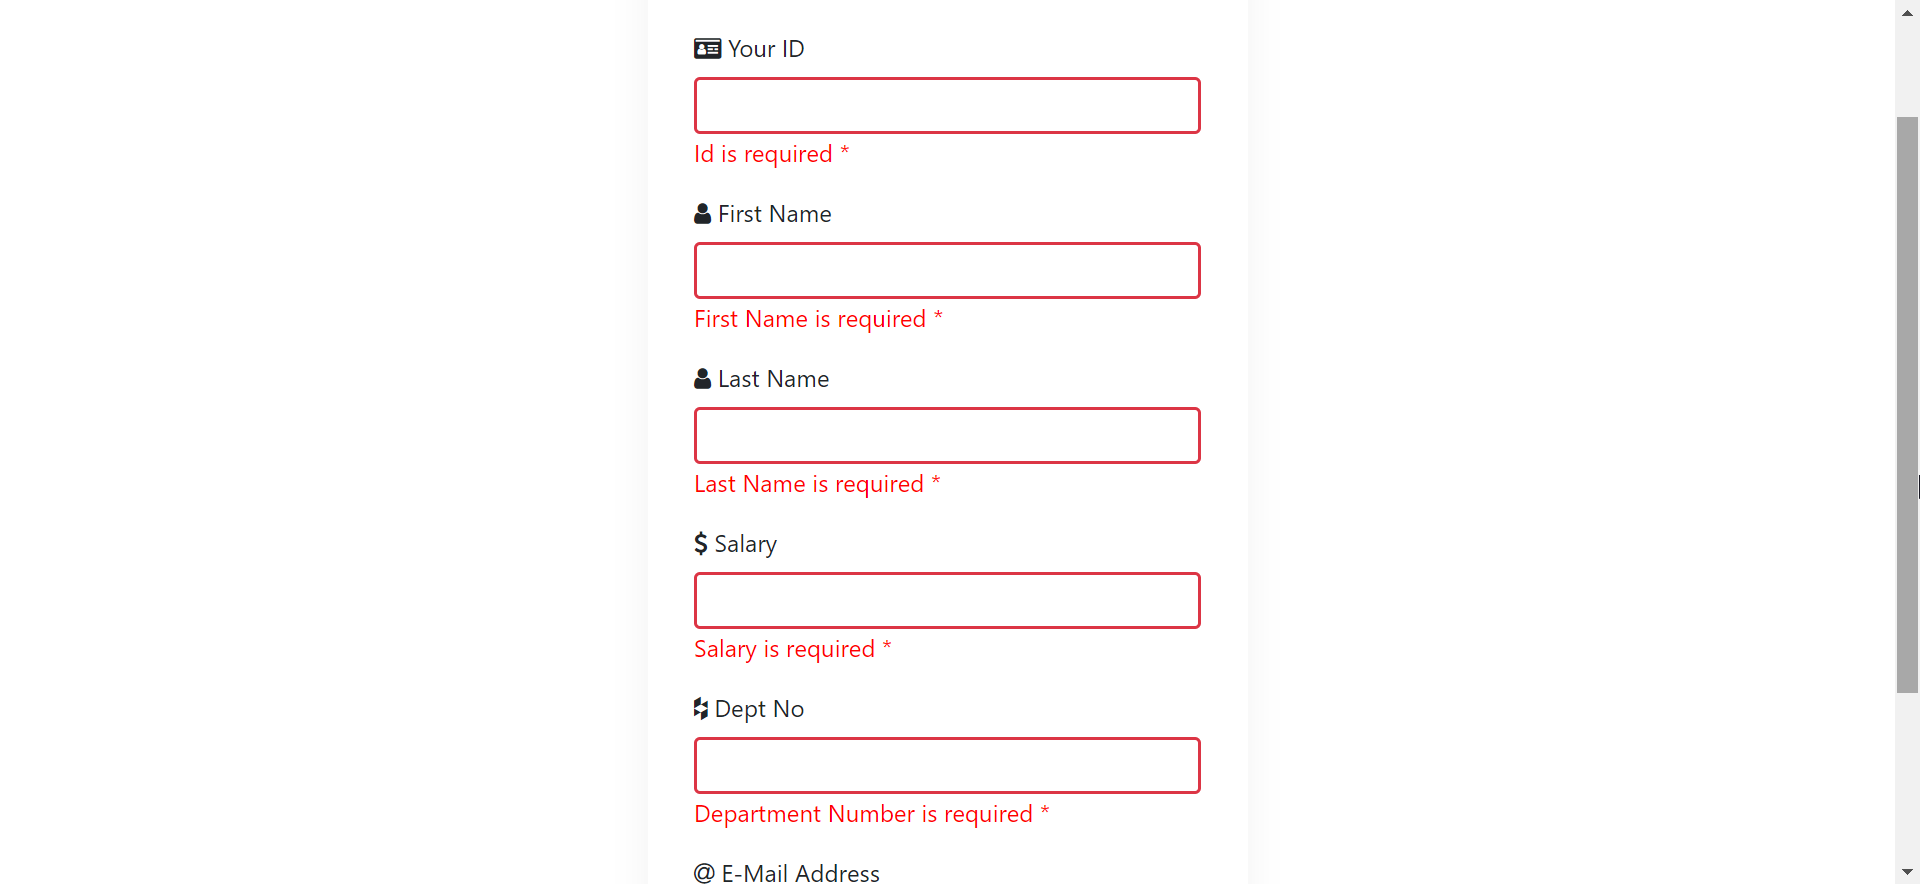 Your ID
Id is required *
First Name
First Name is required *
Last Name
Last Name is required *
$ Salary
Salary is required *
Dept No
Department Number is required *
@ E-Mail Address